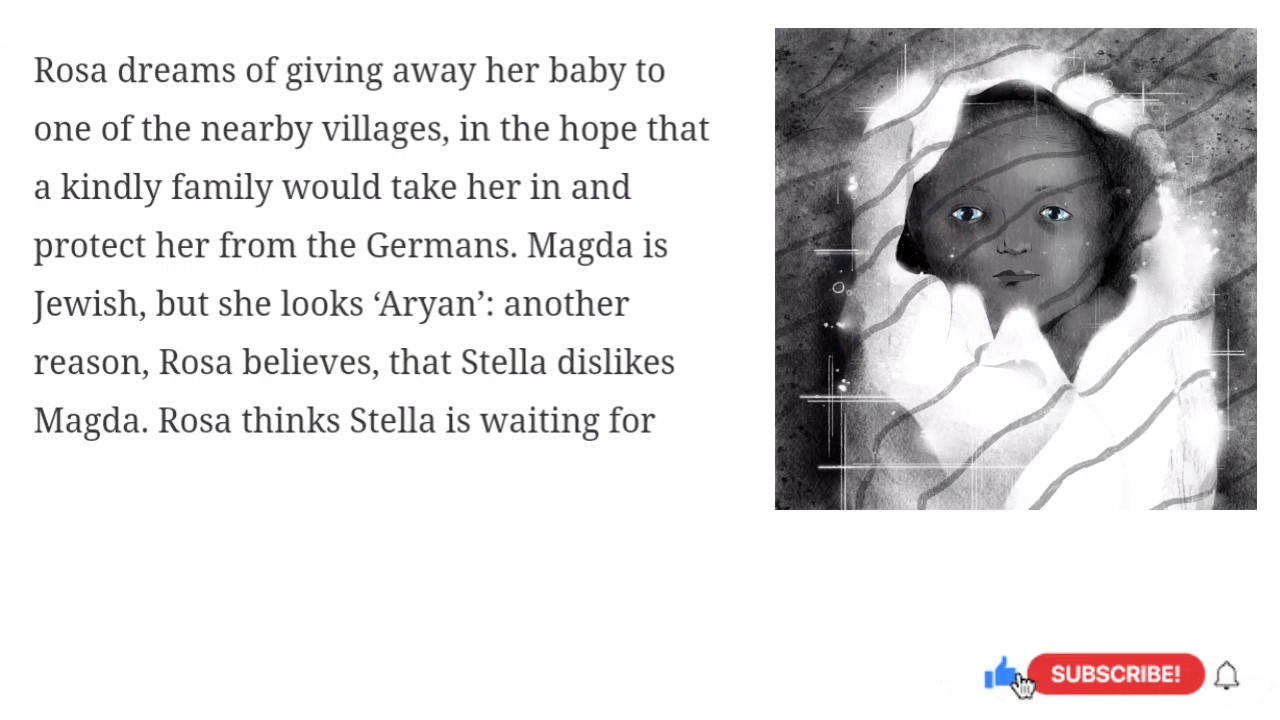 Rosa dreams of giving away her baby to
one of the nearby villages, in the hope that
a kindly family would take her in and
protect her from the Germans. Magda is
Jewish, but she looks ‘Aryan’: another
reason, Rosa believes, that Stella dislikes
Magda. Rosa thinks Stella is waiting for
SUBSCRIBE!